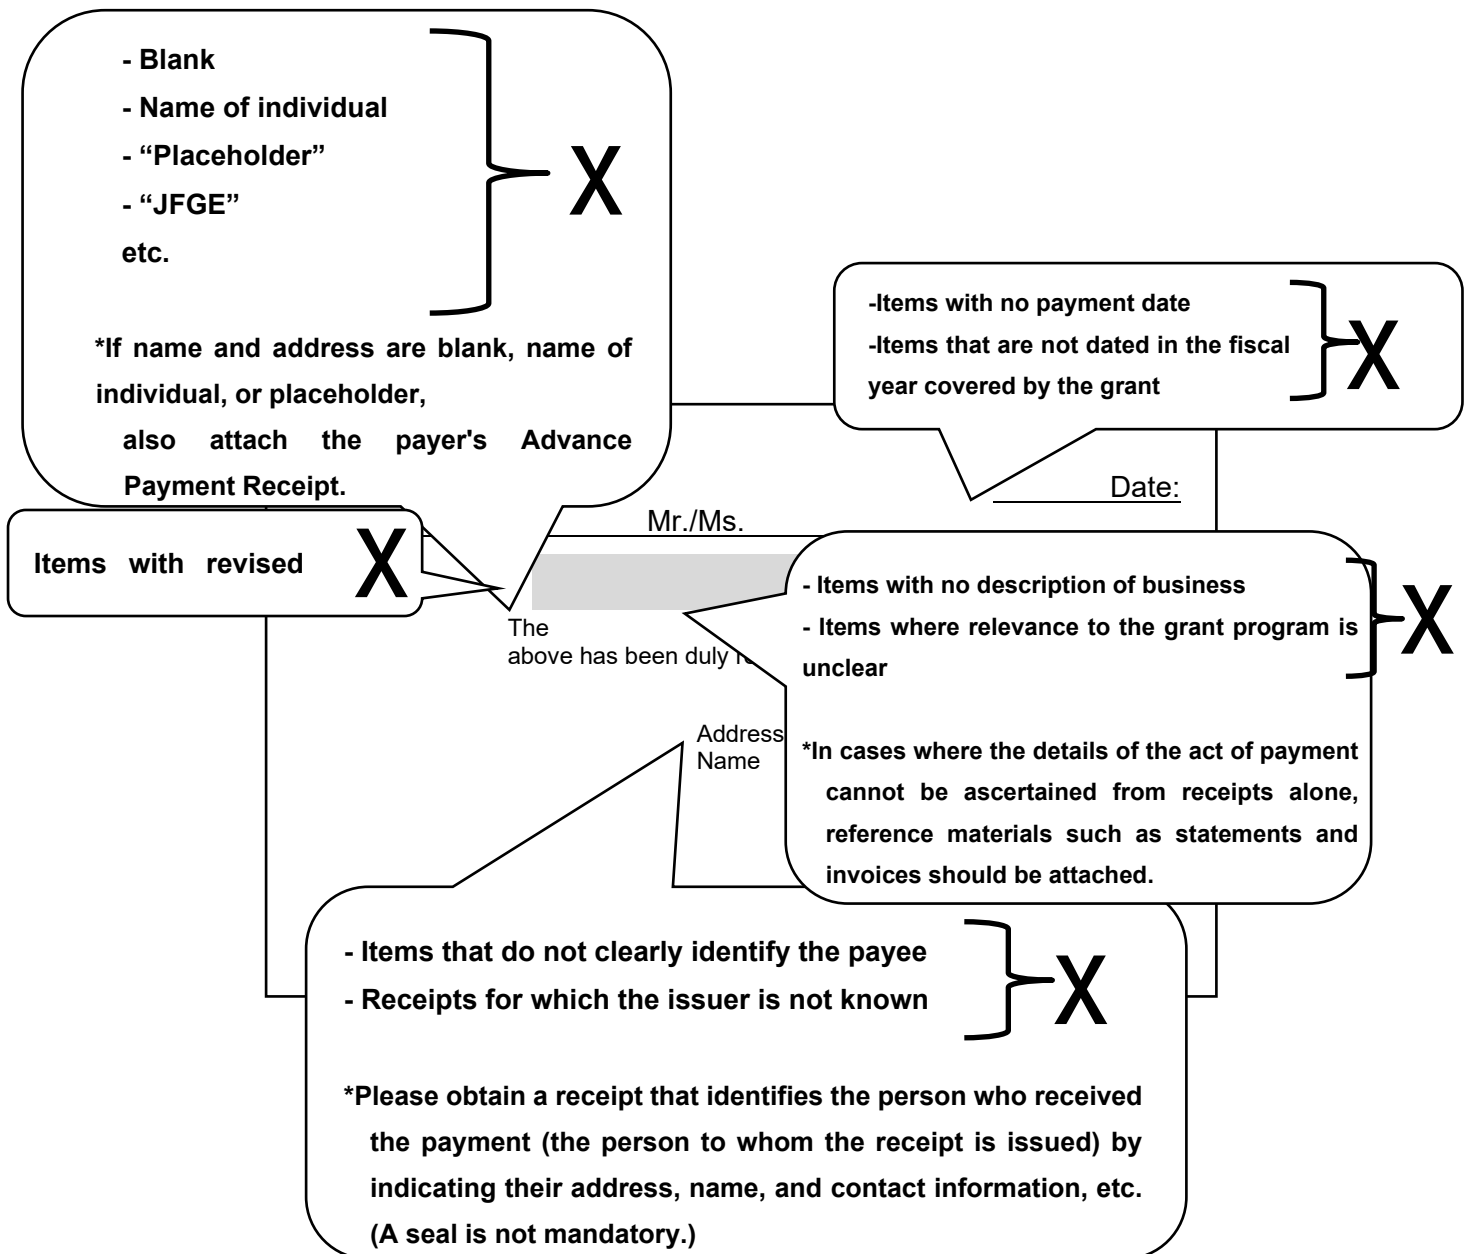 - Blank
- Name of individual
- “Placeholder”
- “JFGE”
etc.
X
*If name and address are blank, name of
individual, or placeholder,
also attach the payer's Advance
Payment Receipt.
-Items with no payment date
-Items that are not dated in the fiscal
year covered by the grant
X
Date:
Mr./Ms.
Items with revised
X
- Items with no description of business
- Items where relevance to the grant program is
unclear
X
*In cases where the details of the act of payment
cannot be ascertained from receipts alone,
reference materials such as statements and
invoices should be attached.
The
above has been duly
Address
Name
- Items that do not clearly identify the payee
- Receipts for which the issuer is not known
X
*Please obtain a receipt that identifies the person who received
the payment (the person to whom the receipt is issued) by
indicating their address, name, and contact information, etc.
(A seal is not mandatory.)